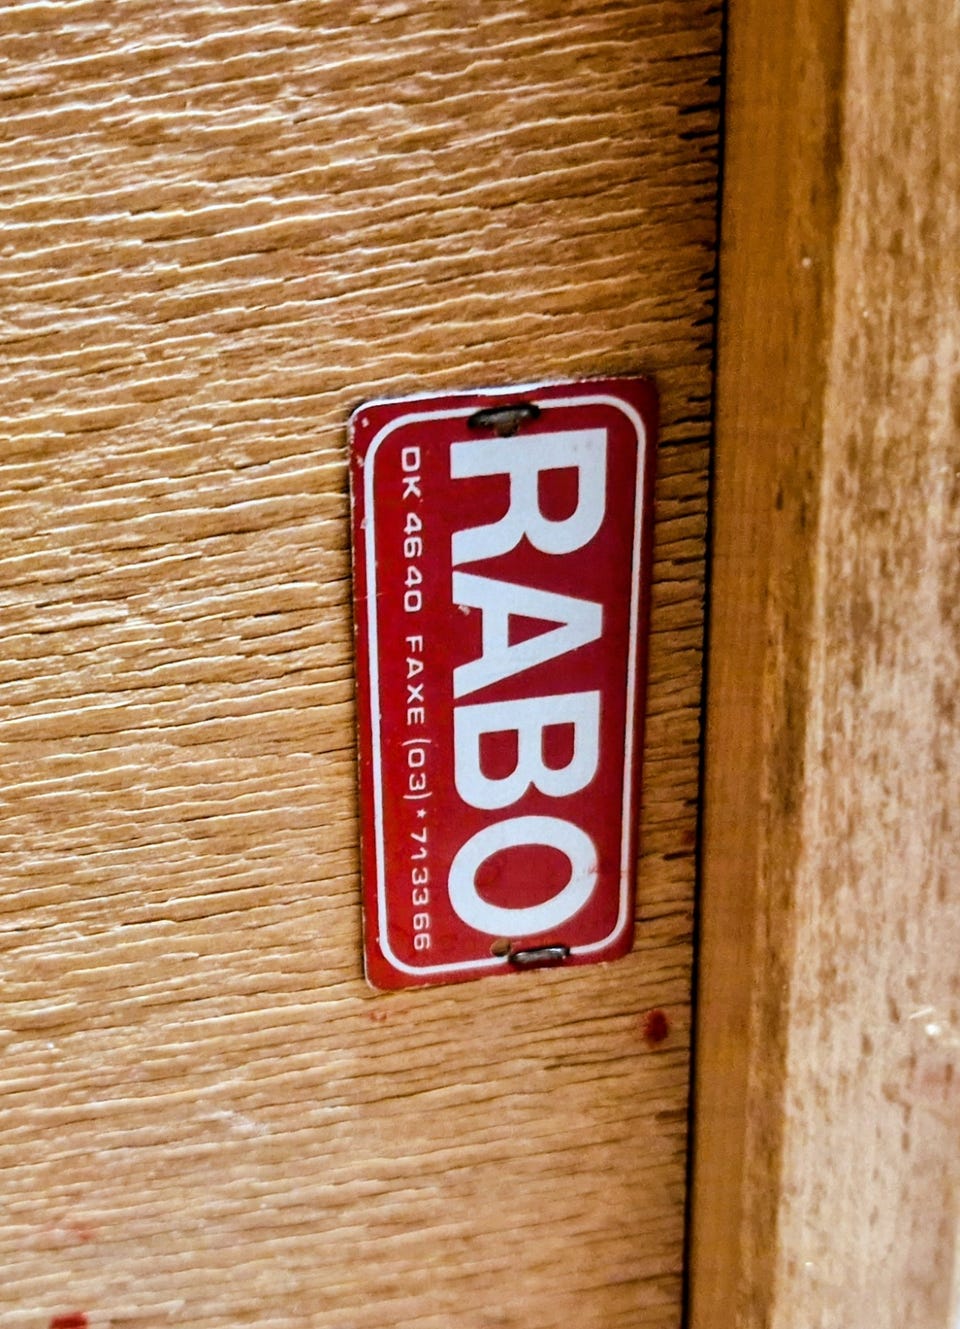 RABO
DK 4640 FAXE (03) * 713366